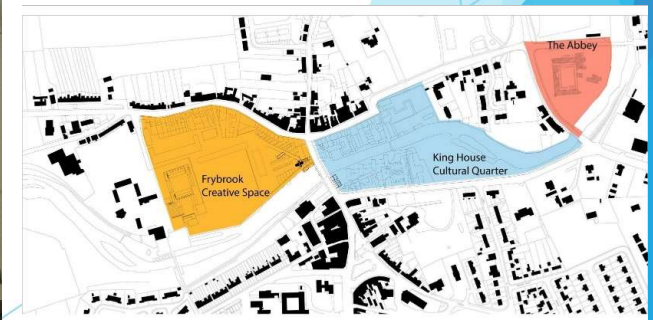 The Abbey
King House
Cultural Quarter
Frybrook
Creative Space